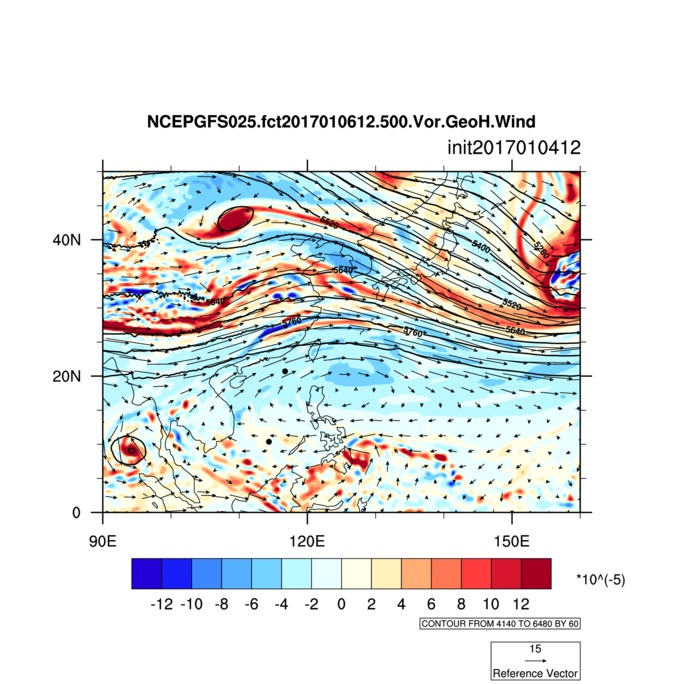 NCEPGFS025.fct2017010612.500.Vor.GeoH.Wind
init2017010412
5520
5400
5280
40N
5640
5640
5520
5760
5760
5640
20N
0
90E 120E 150E
-12 -10 -8 -6 -4 -2 0 2 4 6 8 10 12
*10^(-5)
CONTOUR FROM 4140 TO 6480 BY 60
15
Reference Vector